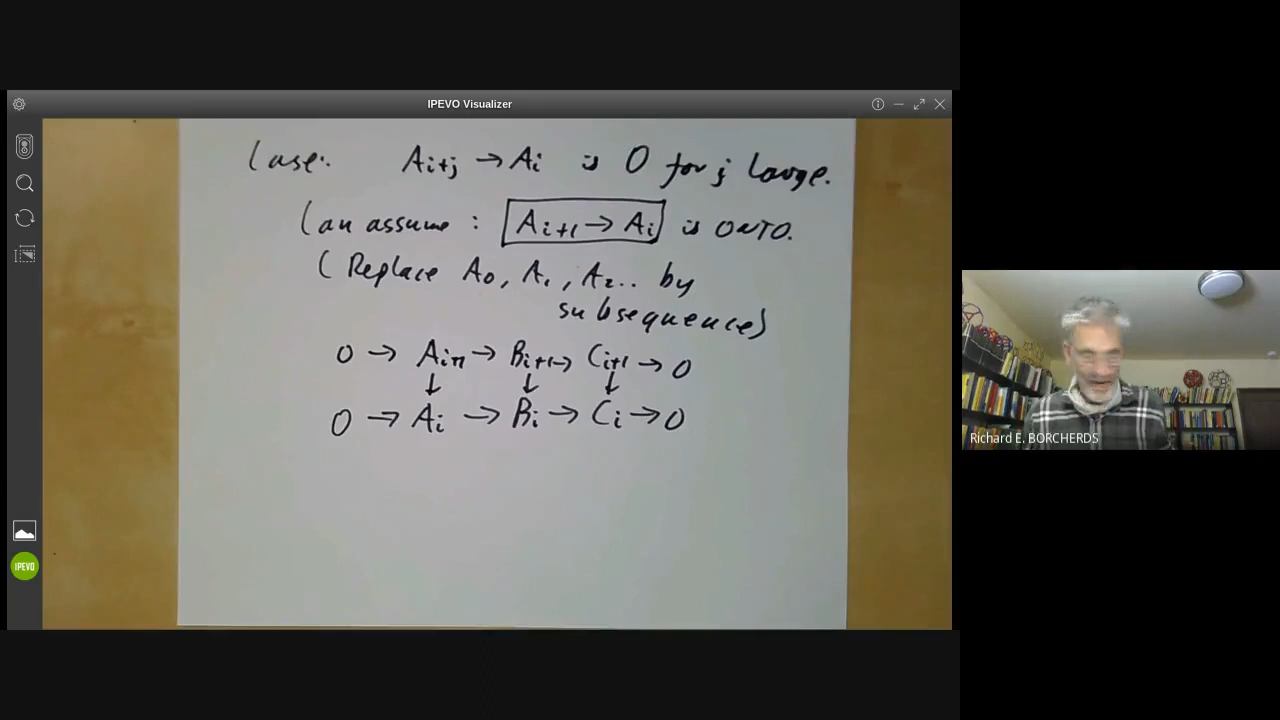 IPEVO Visualizer
Case: A_{i+j} → A_i is 0 for j large.
Can assume: A_{i+1} → A_i is ONTO.
(Replace A_0, A_1, A_2.. by
subsequence)
0 → A_{i+1} → B_{i+1} → C_{i+1} → 0
↓ ↓ ↓
0 → A_i → B_i → C_i → 0
IPEVO
Richard E. BORCHERDS